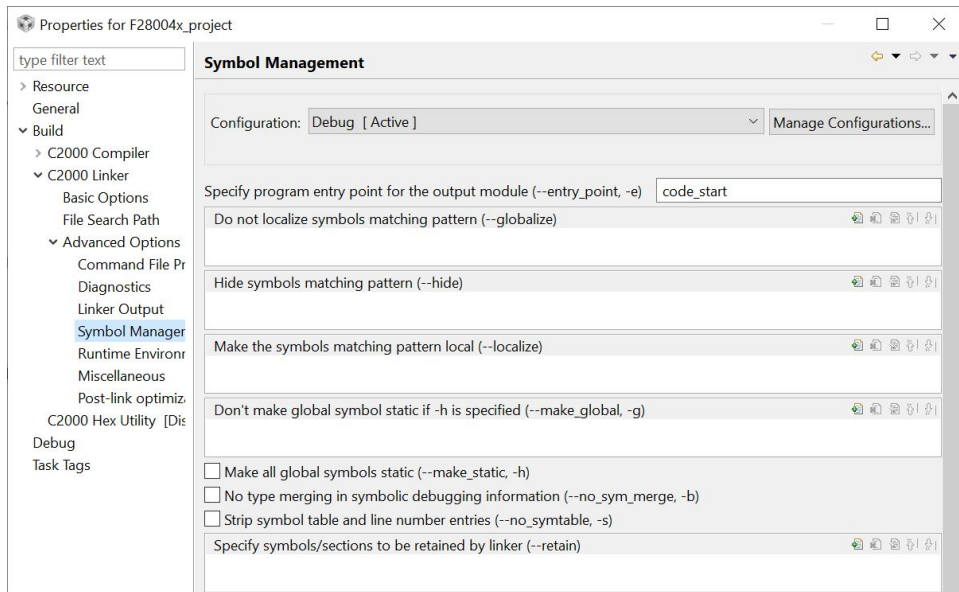 Properties for F28004x_project
type filter text
Resource
General
Build
C2000 Compiler
C2000 Linker
Basic Options
File Search Path
Advanced Options
Command File Pr
Diagnostics
Linker Output
Symbol Manager
Runtime Environr
Miscellaneous
Post-link optimiza
C2000 Hex Utility [Dis
Debug
Task Tags
Symbol Management
Configuration: Debug [ Active ] Manage Configurations...
Specify program entry point for the output module (--entry_point, -e) code_start
Do not localize symbols matching pattern (--globalize)
Hide symbols matching pattern (--hide)
Make the symbols matching pattern local (--localize)
Don't make global symbol static if -h is specified (--make_global, -g)
Make all global symbols static (--make_static, -h)
No type merging in symbolic debugging information (--no_sym_merge, -b)
Strip symbol table and line number entries (--no_symtable, -s)
Specify symbols/sections to be retained by linker (--retain)